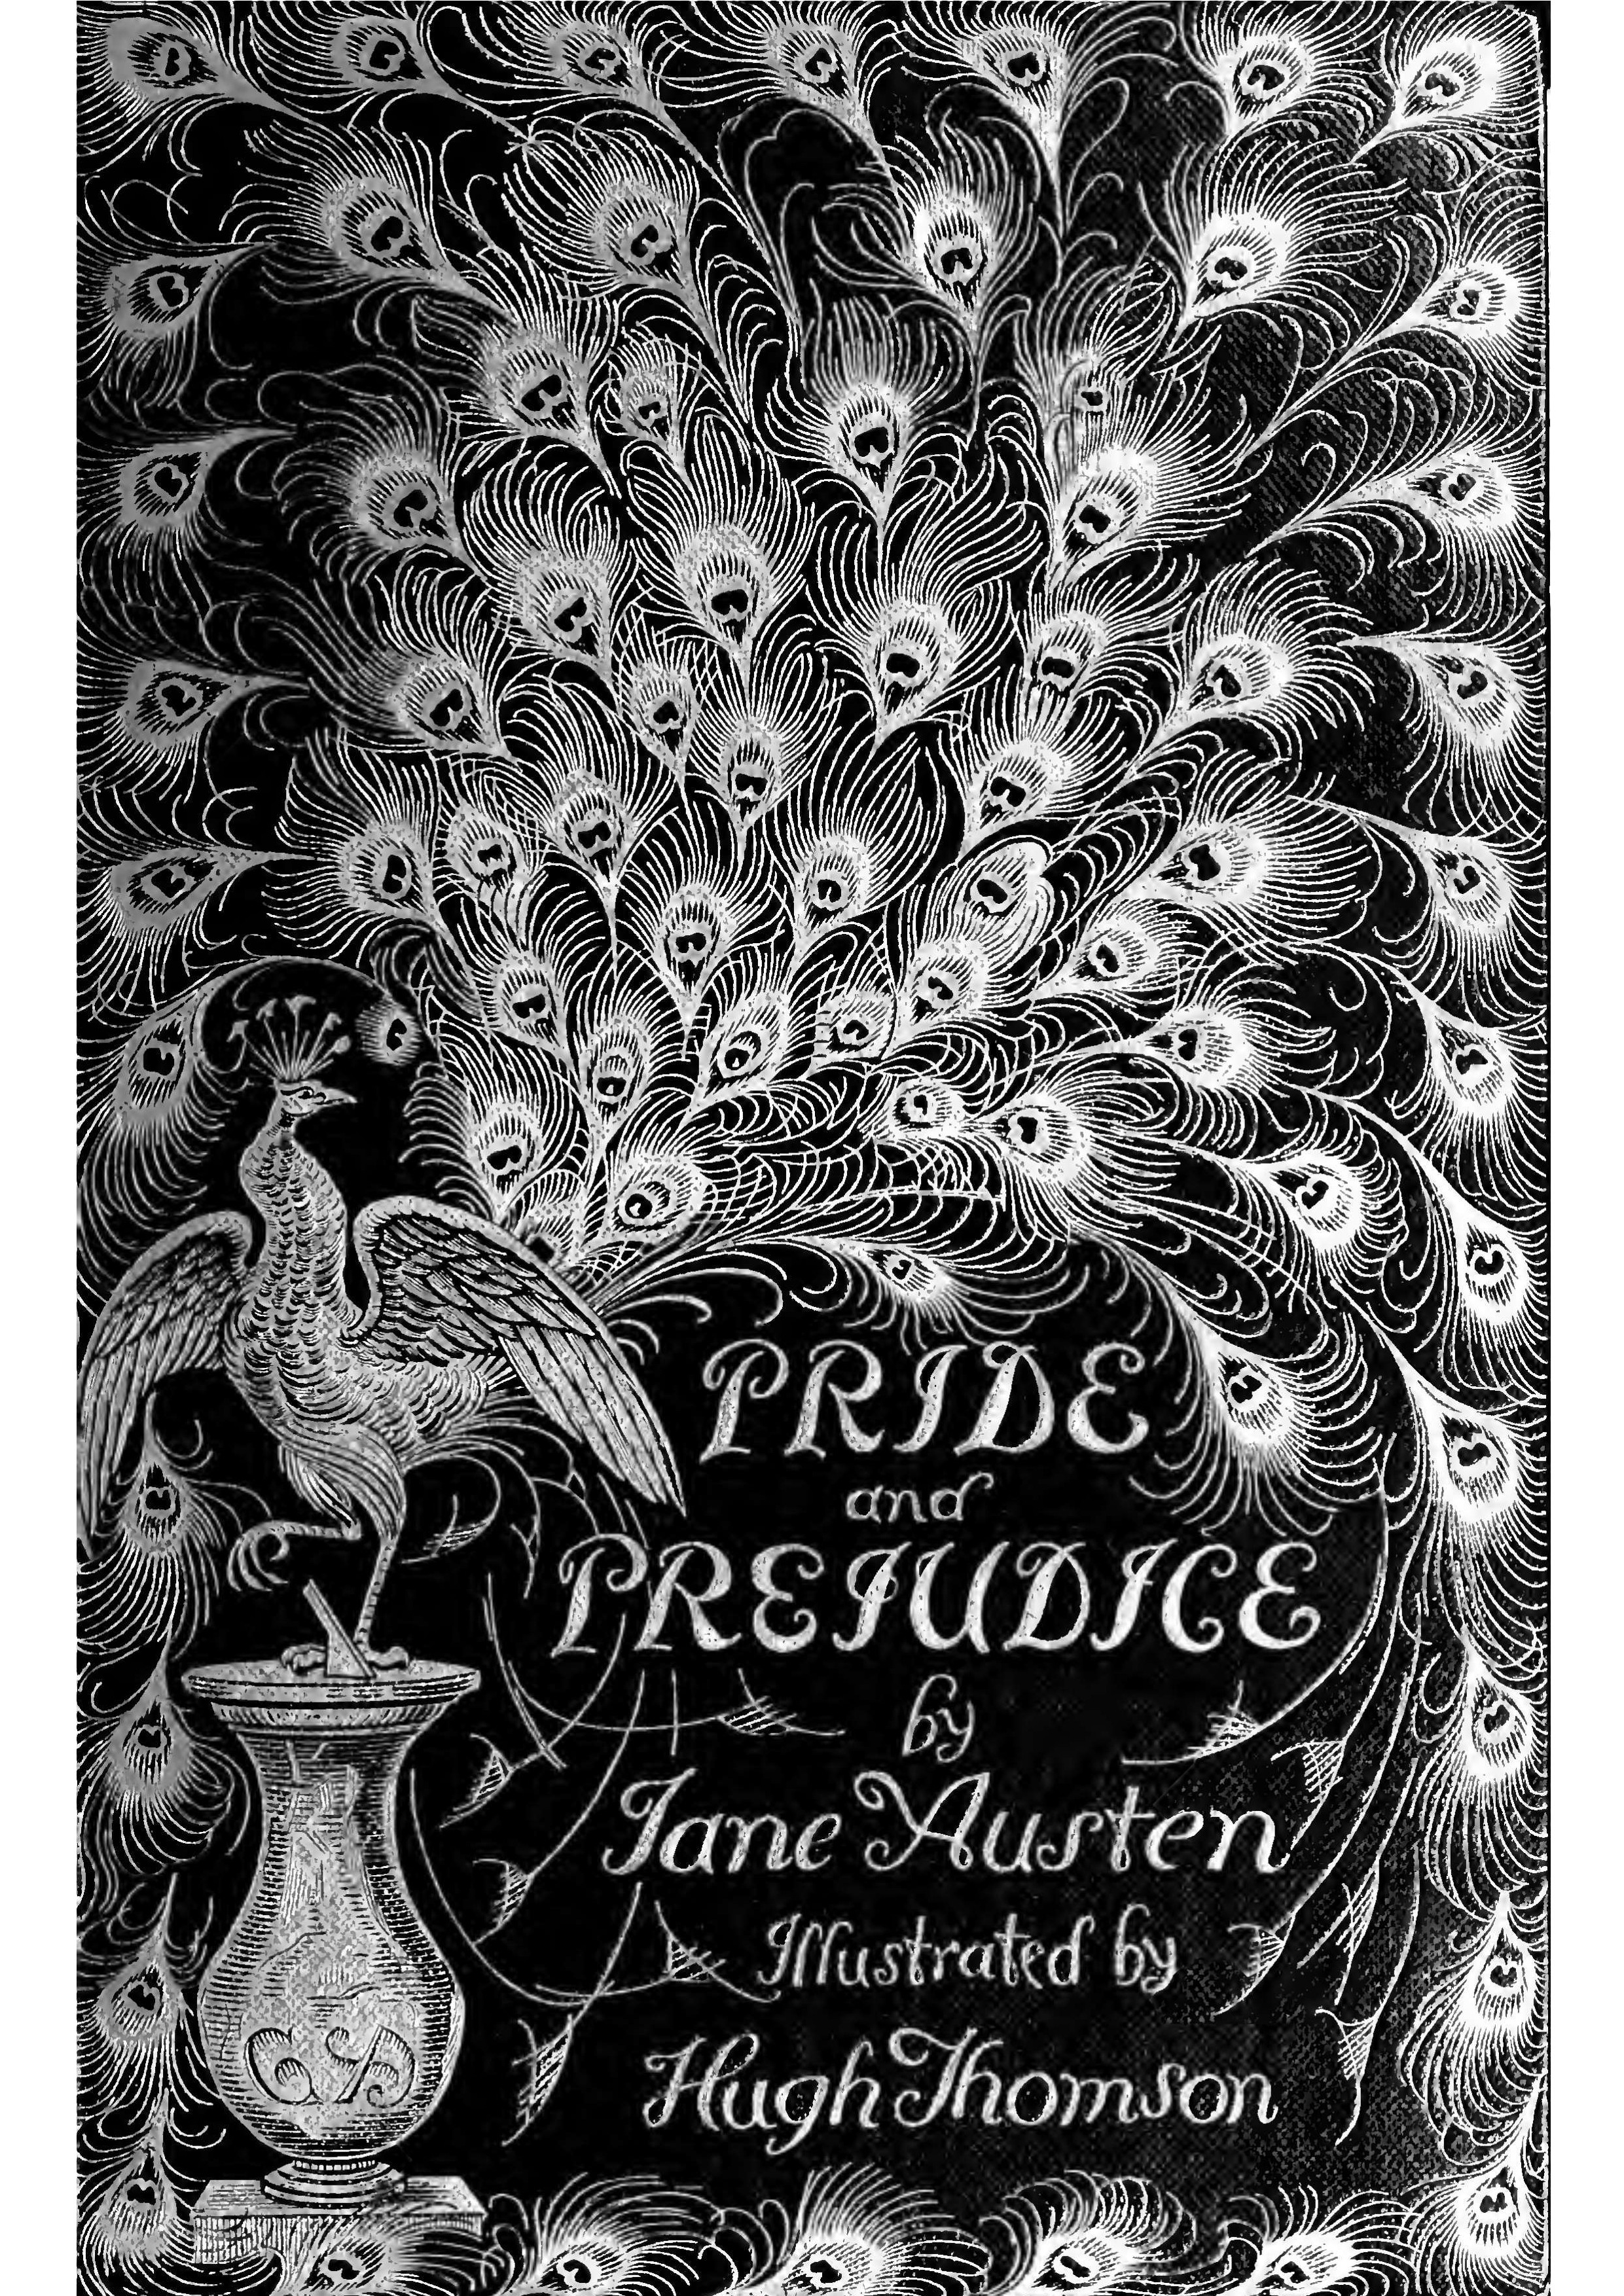 PRIDE
and
PREJUDICE
by
Jane Austen
Illustrated by
Hugh Thomson